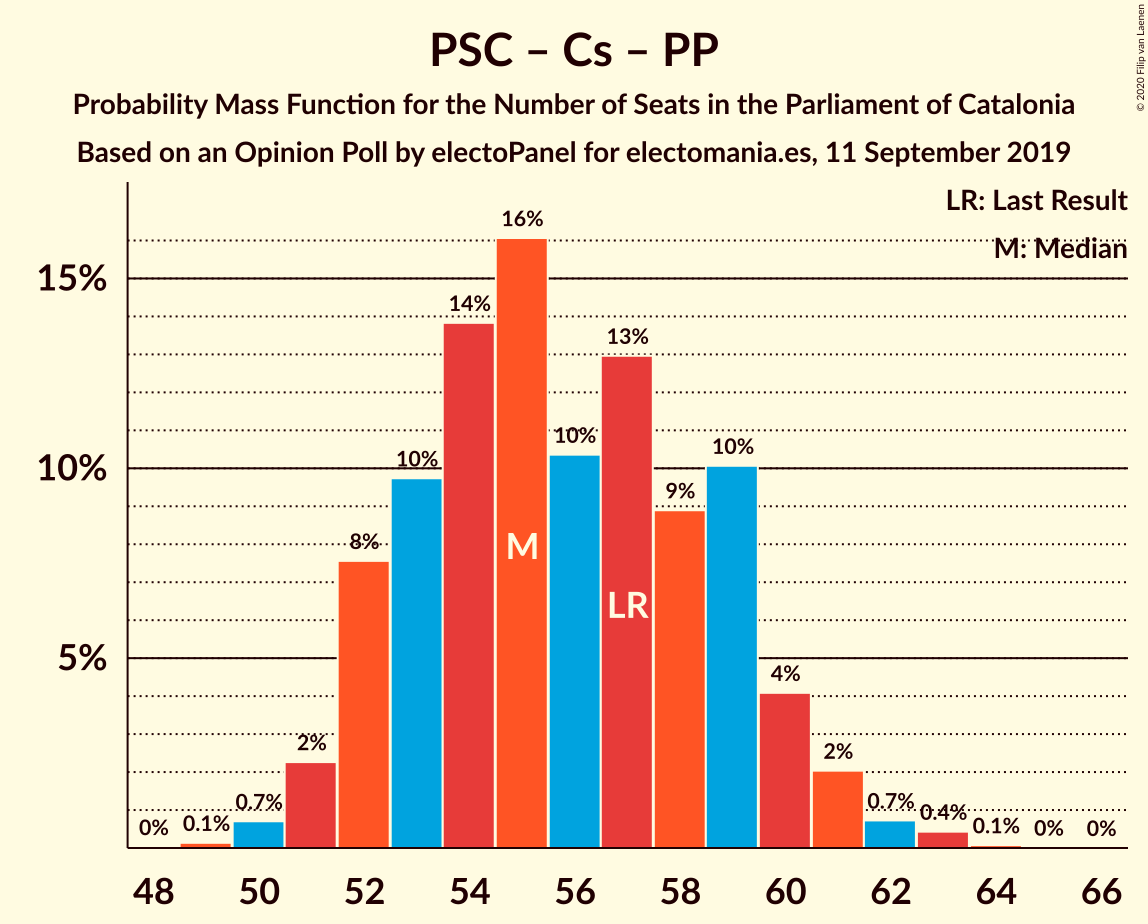 PSC – Cs – PP
Probability Mass Function for the Number of Seats in the Parliament of Catalonia
Based on an Opinion Poll by electoPanel for electomania.es, 11 September 2019
© 2020 Filip van Laenen
LR: Last Result
M: Median
16%
15%
14%
13%
10%
10%
10%
10%
9%
8%
M
LR
5%
4%
2%
2%
0.7%
0.7%
0.4%
0%
0.1%
0.1%
0%
0%
48 50 52 54 56 58 60 62 64 66